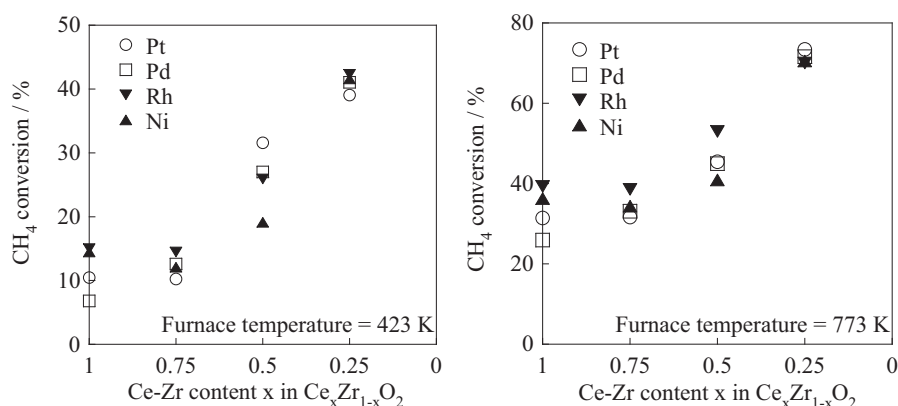 50
40
30
20
10
0
Pt
Pd
Rh
Ni
CH₄ conversion / %
Furnace temperature = 423 K
1 0.75 0.5 0.25 0
Ce-Zr content x in CeₓZr₁₋ₓO₂
80
60
40
20
0
Pt
Pd
Rh
Ni
CH₄ conversion / %
Furnace temperature = 773 K
1 0.75 0.5 0.25 0
Ce-Zr content x in CeₓZr₁₋ₓO₂